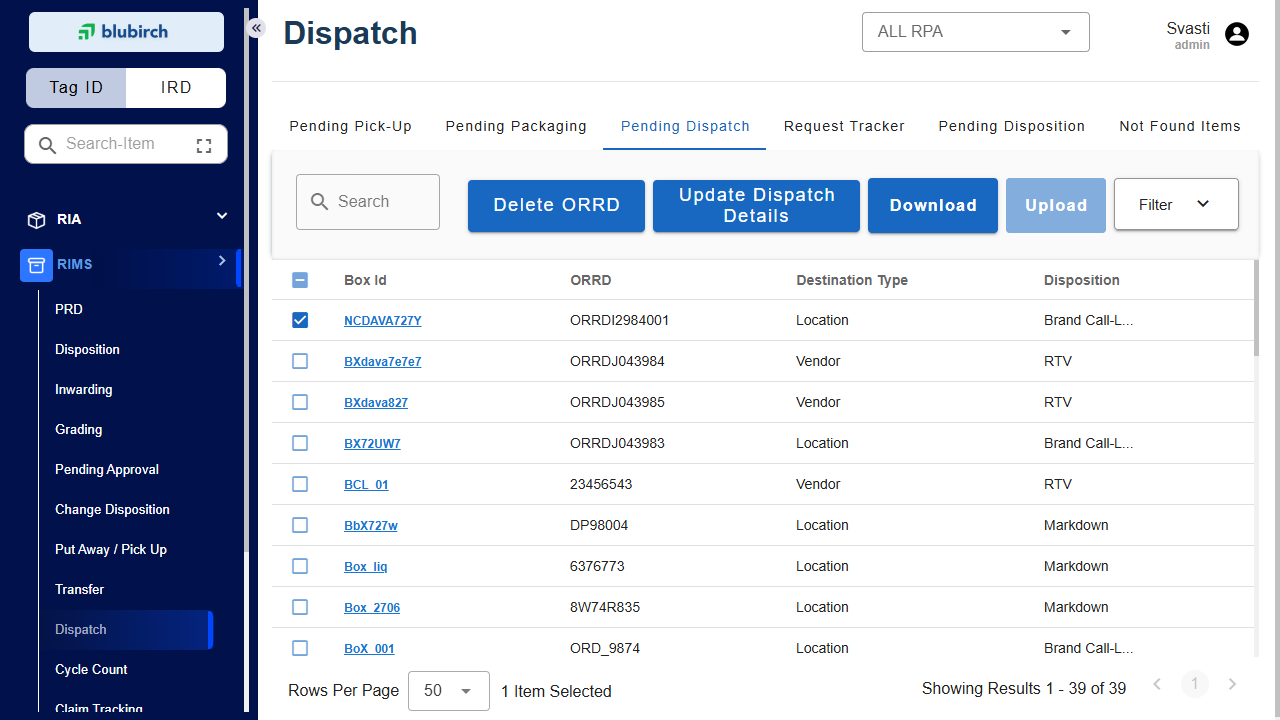 blubirch
Tag ID IRD
Search-Item
RIA
RIMS
PRD
Disposition
Inwarding
Grading
Pending Approval
Change Disposition
Put Away / Pick Up
Transfer
Dispatch
Cycle Count
Claim Tracking
Dispatch
ALL RPA
Svasti
admin
Pending Pick-Up Pending Packaging Pending Dispatch Request Tracker Pending Disposition Not Found Items
Search
Delete ORRD
Update Dispatch
Details
Download
Upload
Filter
Box Id ORRD Destination Type Disposition
NCDAVA727Y ORRDI2984001 Location Brand Call-L...
BXdava7e7e7 ORRDJ043984 Vendor RTV
BXdava827 ORRDJ043985 Vendor RTV
BX72UW7 ORRDJ043983 Location Brand Call-L...
BCL_01 23456543 Vendor RTV
BbX727w DP98004 Location Markdown
Box_liq 6376773 Location Markdown
Box_2706 8W74R835 Location Markdown
BoX_001 ORD_9874 Location Brand Call-L...
Rows Per Page 50 1 Item Selected Showing Results 1 - 39 of 39 1